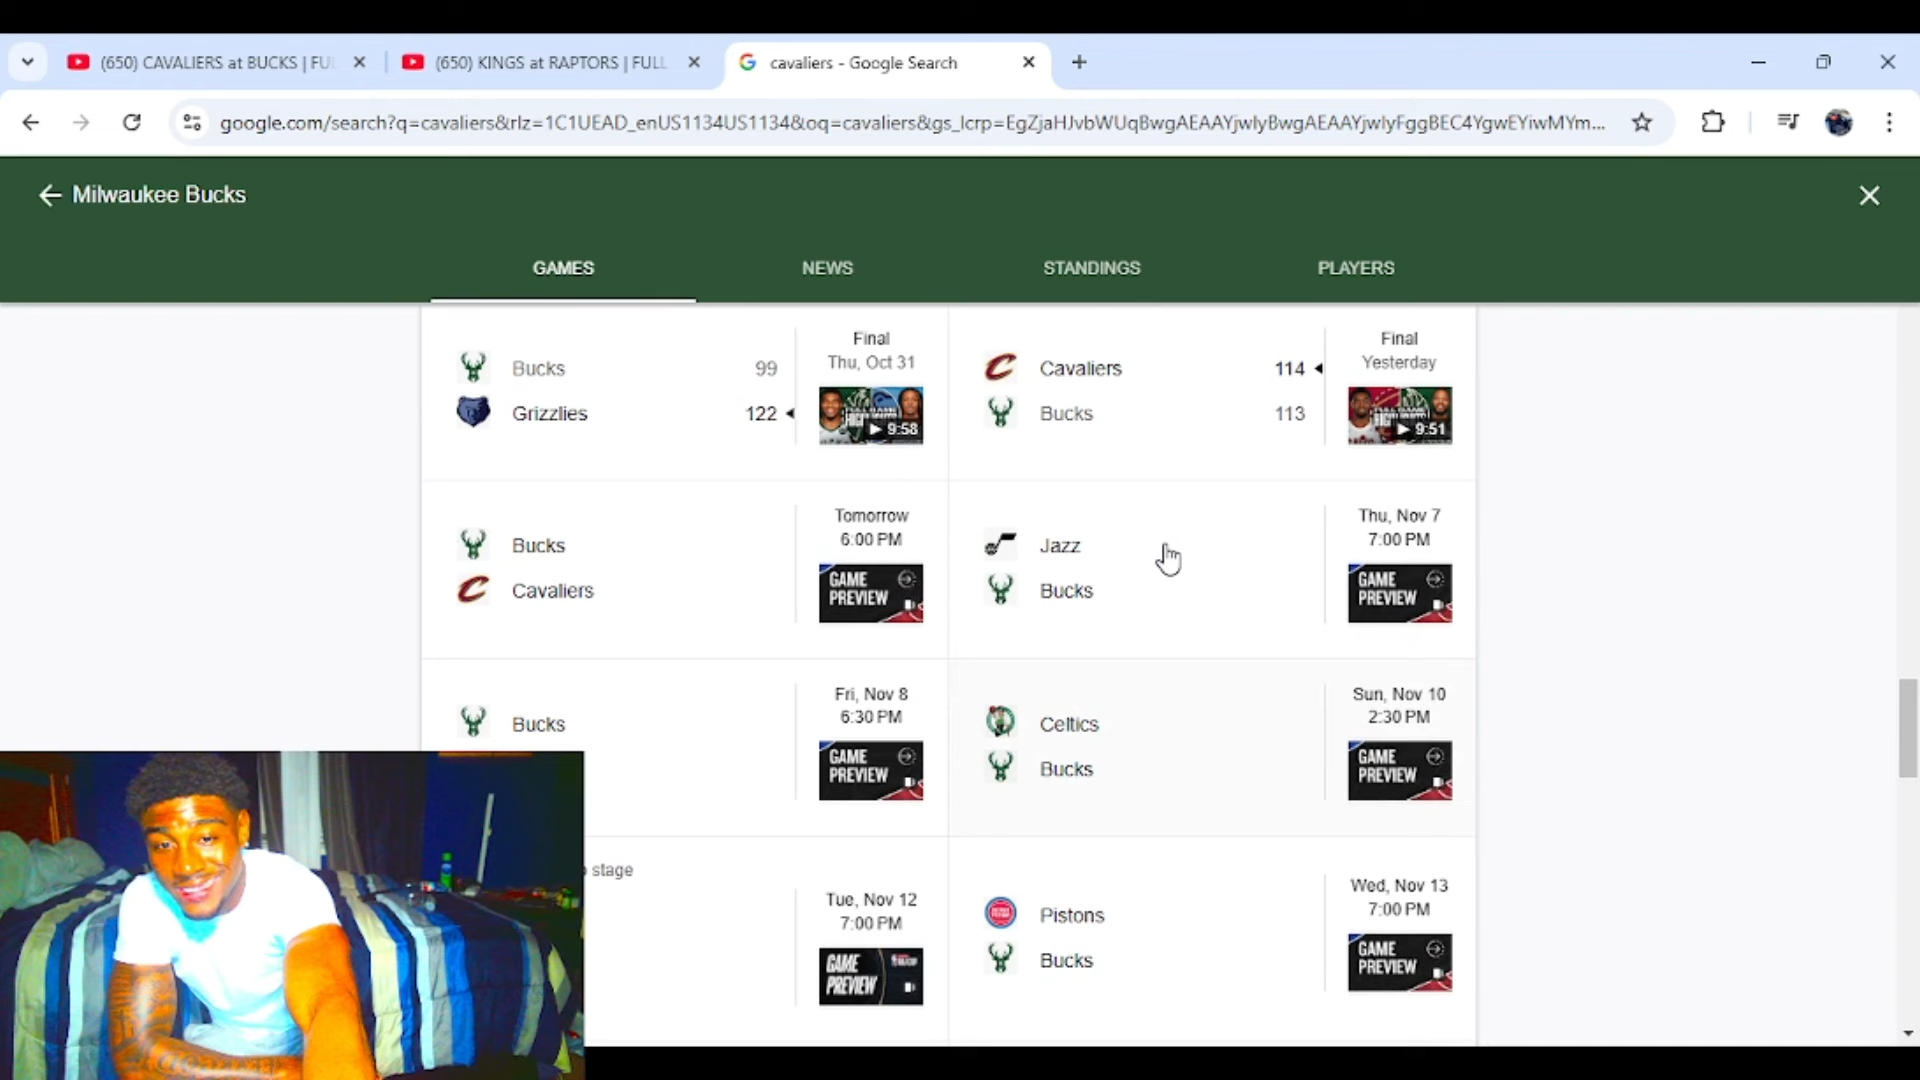 (650) CAVALIERS at BUCKS | FU
(650) KINGS at RAPTORS | FULL
cavaliers - Google Search
google.com/search?q=cavaliers&rlz=1C1UEAD_enUS1134US1134&oq=cavaliers&gs_lcrp=EgZjaHJvbWUqBwgAEAAYjwIyBwgAEAAYjwIyFggBEC4YgwEYiwMYm...
Milwaukee Bucks
GAMES
NEWS
STANDINGS
PLAYERS
Bucks 99
Grizzlies 122
Final
Thu, Oct 31
9:58
Cavaliers 114
Bucks 113
Final
Yesterday
9:51
Bucks
Cavaliers
Tomorrow
6:00 PM
GAME
PREVIEW
Jazz
Bucks
Thu, Nov 7
7:00 PM
GAME
PREVIEW
Bucks
Fri, Nov 8
6:30 PM
GAME
PREVIEW
Celtics
Bucks
Sun, Nov 10
2:30 PM
GAME
PREVIEW
stage
Tue, Nov 12
7:00 PM
GAME
PREVIEW
Pistons
Bucks
Wed, Nov 13
7:00 PM
GAME
PREVIEW